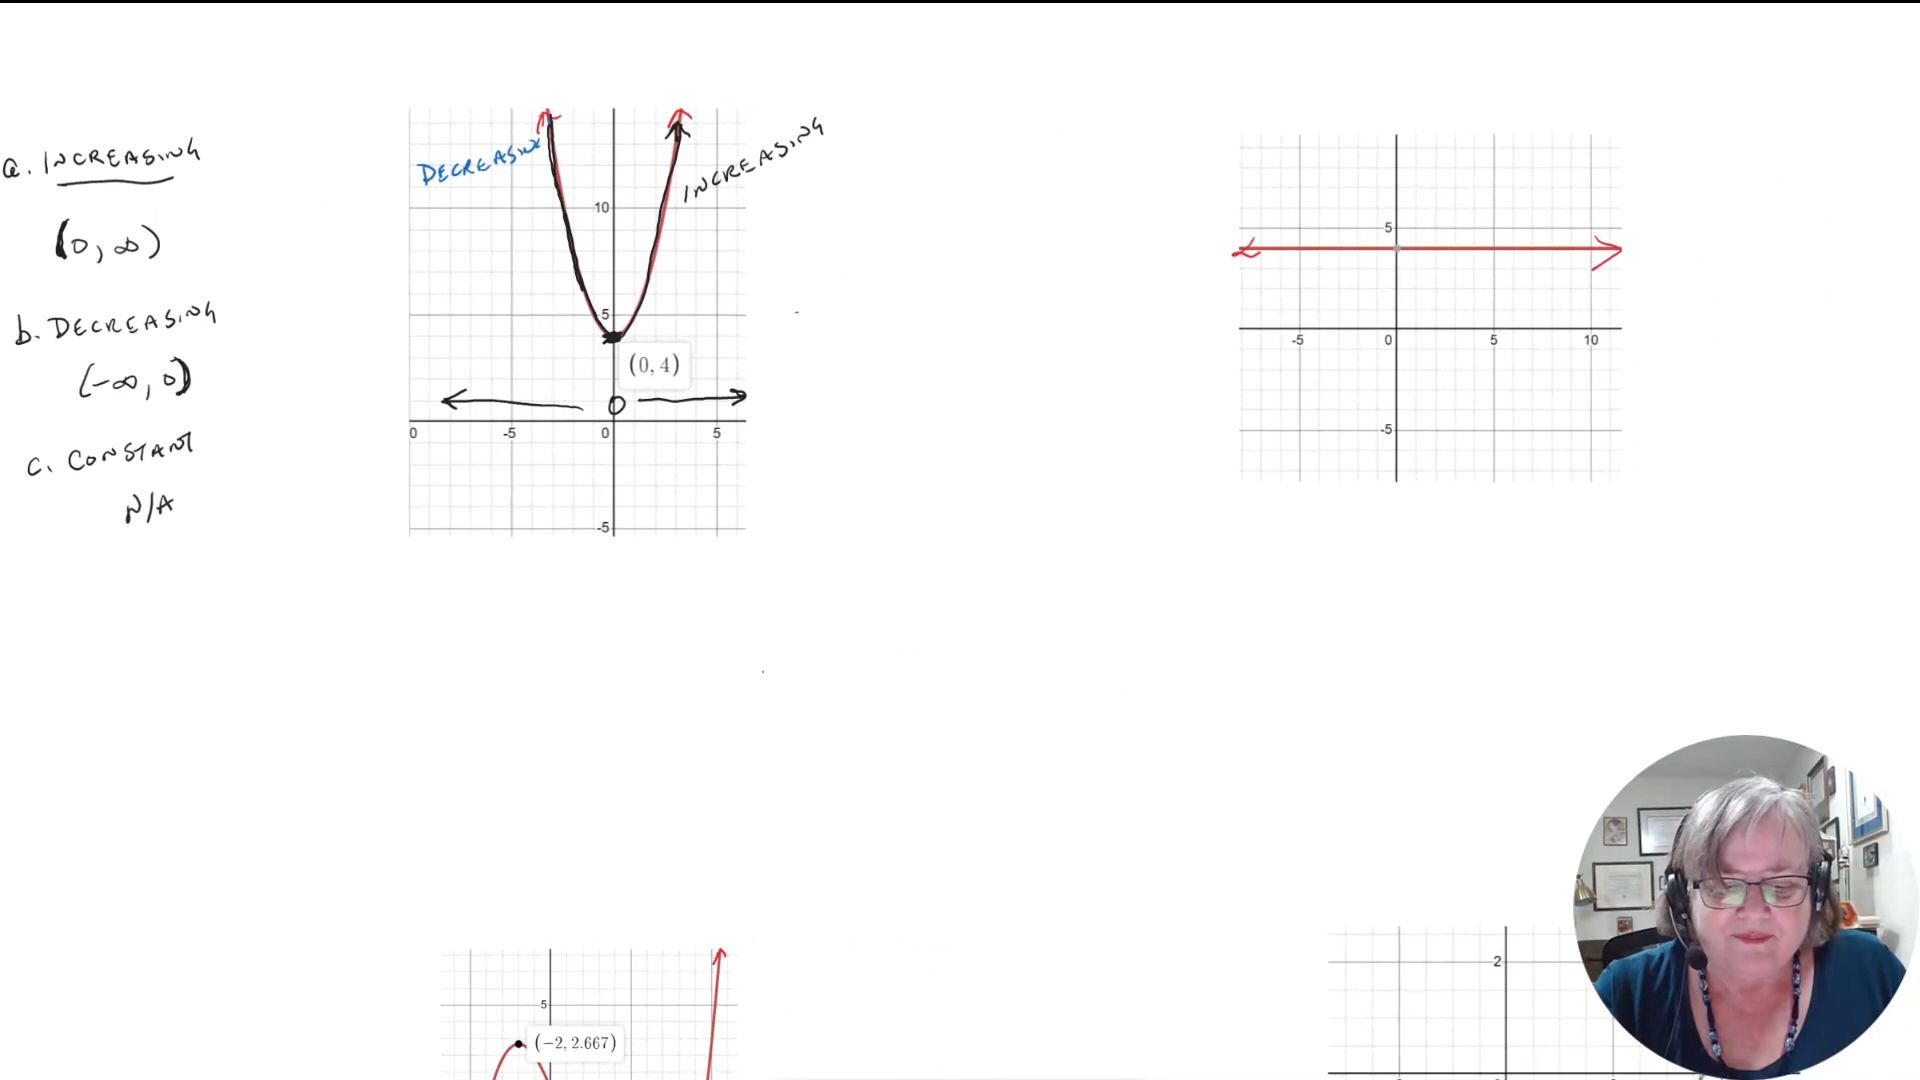 a. INCREASING
(0, ∞)
b. DECREASING
(-∞, 0)
c. CONSTANT
N/A
DECREASING
INCREASING
10
5
(0, 4)
0
0 -5 0 5
-5
5
-5 0 5 10
-5
5
(−2, 2.667)
2